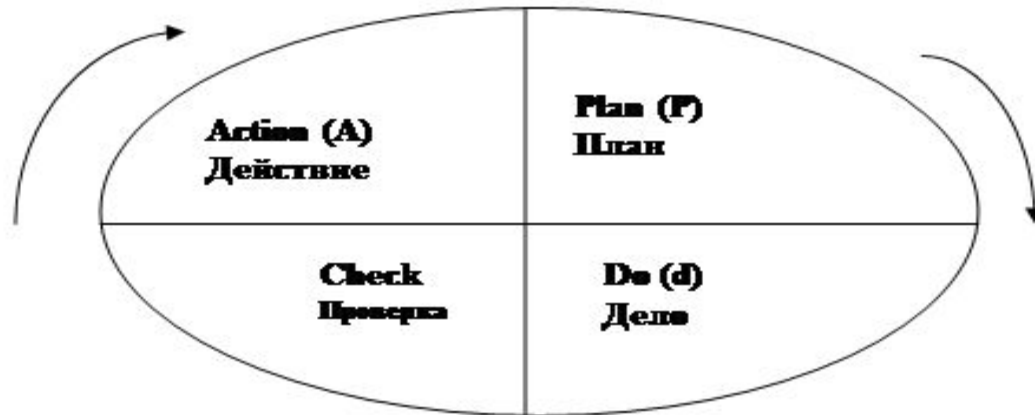 Action (A)
Действие
Plan (P)
План
Check
Проверка
Do (d)
Дело